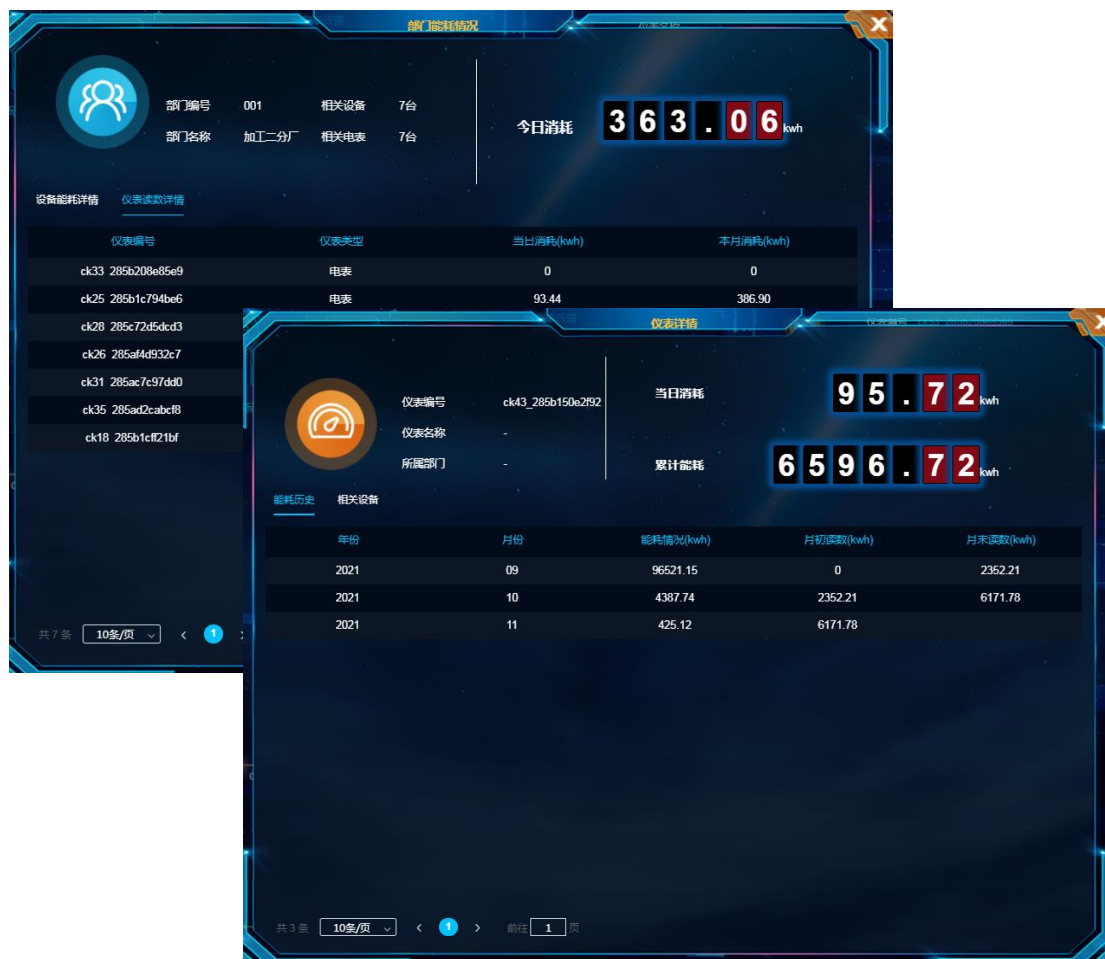 部门能耗情况
仪表名称
部门编号 001 相关设备 7台
部门名称 加工二分厂 相关电表 7台
今日消耗 363.06 kwh
设备能耗详情 仪表读数详情
仪表编号 仪表类型 当日消耗(kwh) 本月消耗(kwh)
ck33 285b208e85e9 电表 0 0
ck25 285b1c794be6 电表 93.44 386.90
ck28 285c72d5dcd3
ck26 285af4d932c7
ck31 285ac7c97dd0
ck35 285ad2cabcf8
ck18 285b1cff21bf
共7条 10条/页 < 1
仪表详情
仪表编号
仪表编号 ck43_285b150e2f92
仪表名称 -
所属部门 -
当日消耗 95.72 kwh
累计能耗 6596.72 kwh
能耗历史 相关设备
年份 月份 能耗情况(kwh) 月初读数(kwh) 月末读数(kwh)
2021 09 96521.15 0 2352.21
2021 10 4387.74 2352.21 6171.78
2021 11 425.12 6171.78
共3条 10条/页 < 1 > 前往 1 页